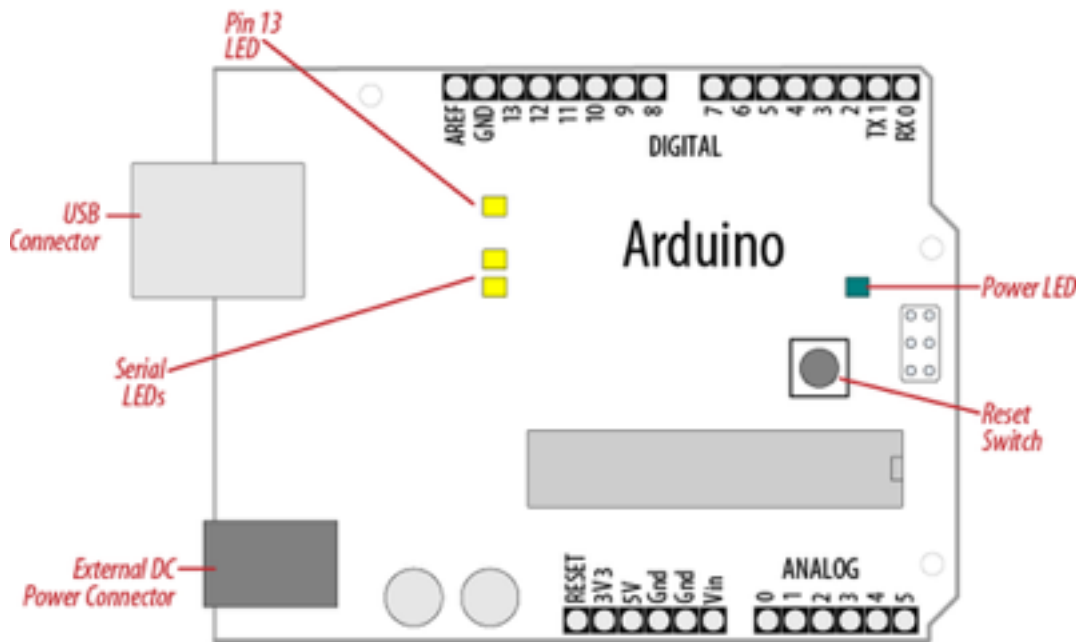 Pin 13
LED
AREF
GND
13
12
11
10
9
8
7
6
5
4
3
2
TX 1
RX 0
DIGITAL
USB
Connector
Arduino
Power LED
Serial
LEDs
Reset
Switch
External DC
Power Connector
RESET
3V3
5V
Gnd
Gnd
Vin
ANALOG
0
1
2
3
4
5